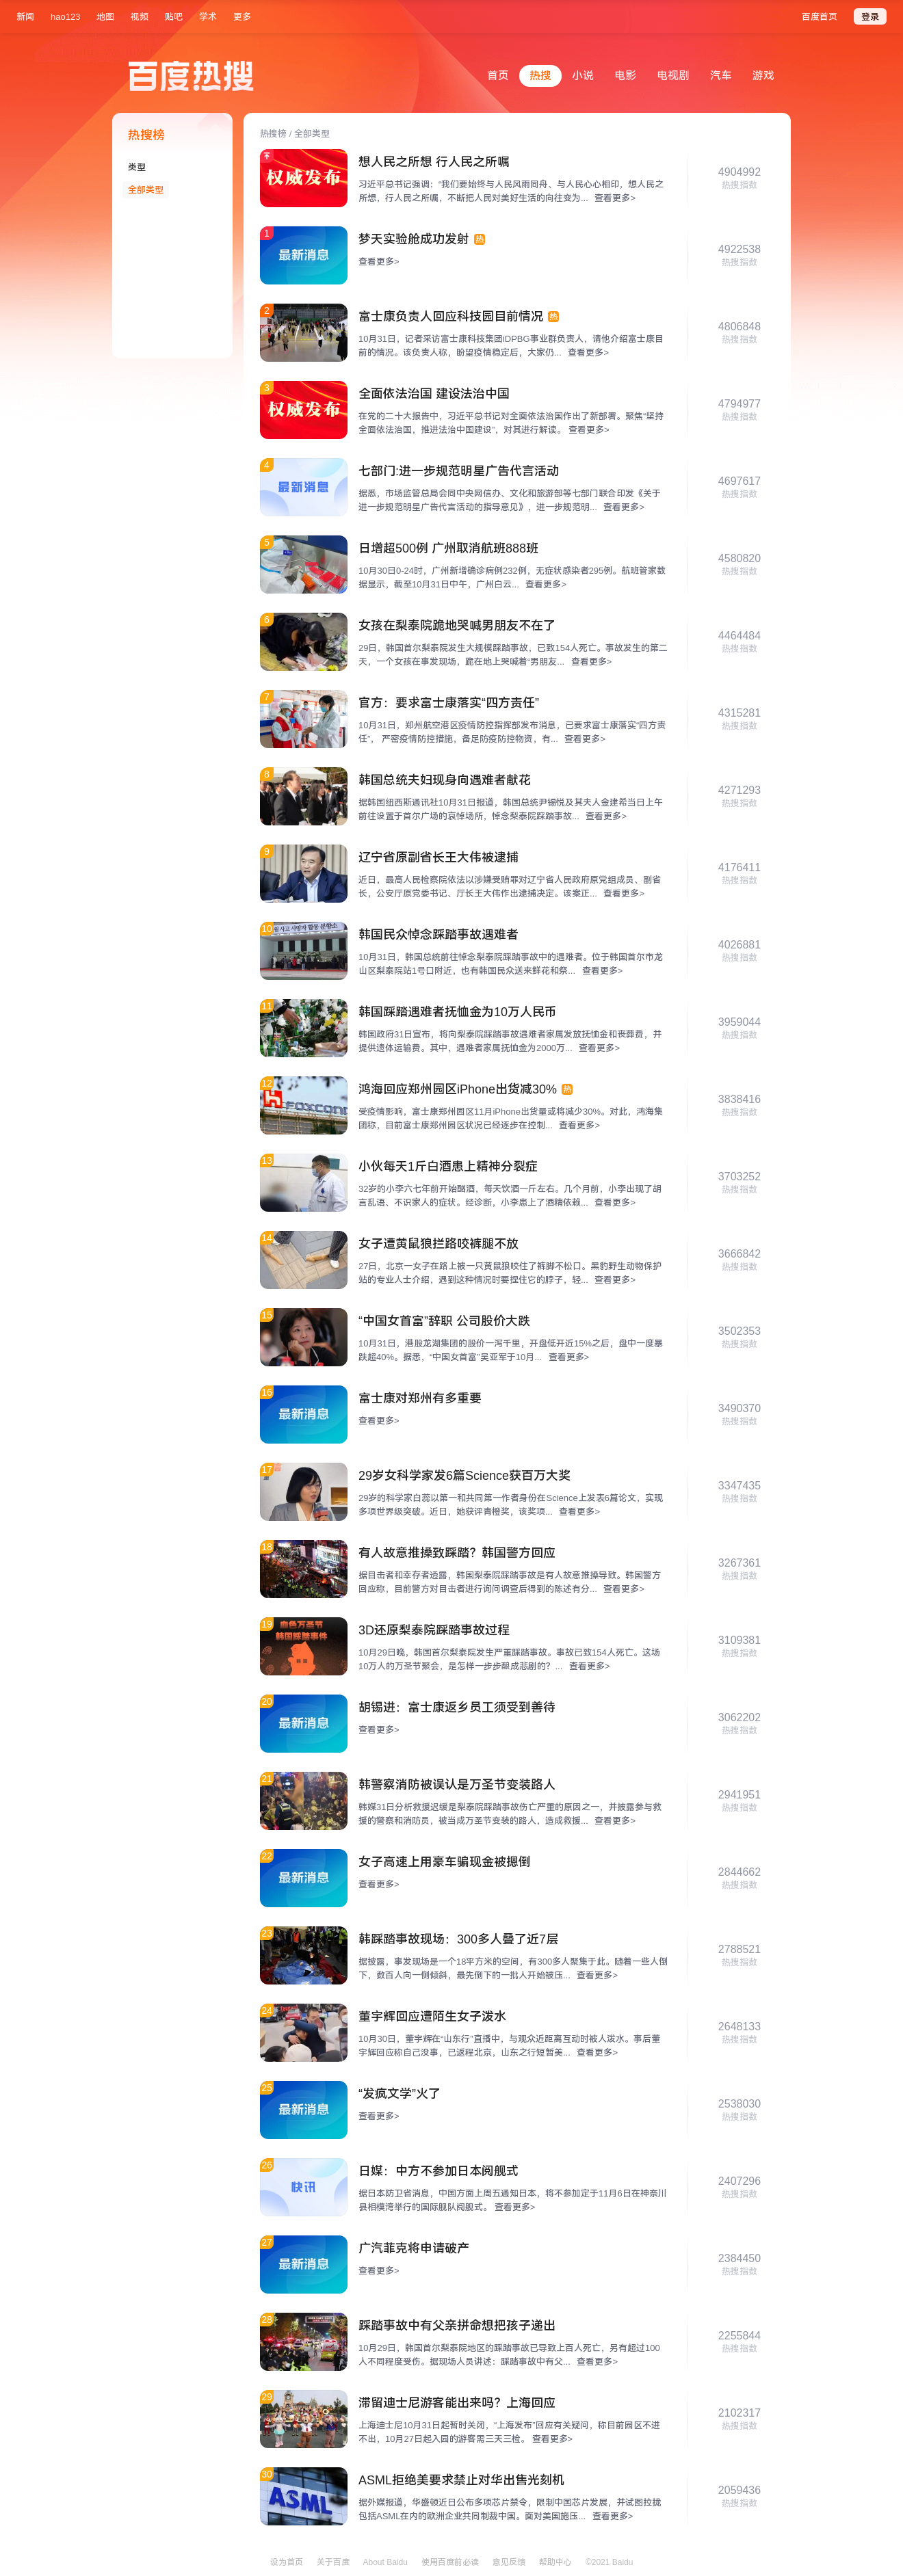 新闻 hao123 地图 视频 贴吧 学术 更多 百度首页 登录
百度热搜 首页 热搜 小说 电影 电视剧 汽车 游戏
热搜榜
类型
全部类型
热搜榜 / 全部类型
权威发布
想人民之所想 行人民之所嘱
习近平总书记强调：“我们要始终与人民风雨同舟、与人民心心相印，想人民之
所想，行人民之所嘱，不断把人民对美好生活的向往变为... 查看更多>
4904992
热搜指数
1
最新消息
梦天实验舱成功发射 热
查看更多>
4922538
热搜指数
2
富士康负责人回应科技园目前情况 热
10月31日，记者采访富士康科技集团iDPBG事业群负责人，请他介绍富士康目
前的情况。该负责人称，盼望疫情稳定后，大家仍... 查看更多>
4806848
热搜指数
3
权威发布
全面依法治国 建设法治中国
在党的二十大报告中，习近平总书记对全面依法治国作出了新部署。聚焦“坚持
全面依法治国，推进法治中国建设”，对其进行解读。 查看更多>
4794977
热搜指数
4
最新消息
七部门:进一步规范明星广告代言活动
据悉，市场监管总局会同中央网信办、文化和旅游部等七部门联合印发《关于
进一步规范明星广告代言活动的指导意见》，进一步规范明... 查看更多>
4697617
热搜指数
5
日增超500例 广州取消航班888班
10月30日0-24时，广州新增确诊病例232例，无症状感染者295例。航班管家数
据显示，截至10月31日中午，广州白云... 查看更多>
4580820
热搜指数
6
女孩在梨泰院跪地哭喊男朋友不在了
29日，韩国首尔梨泰院发生大规模踩踏事故，已致154人死亡。事故发生的第二
天，一个女孩在事发现场，跪在地上哭喊着“男朋友... 查看更多>
4464484
热搜指数
7
官方：要求富士康落实“四方责任”
10月31日，郑州航空港区疫情防控指挥部发布消息，已要求富士康落实“四方责
任”， 严密疫情防控措施，备足防疫防控物资，有... 查看更多>
4315281
热搜指数
8
韩国总统夫妇现身向遇难者献花
据韩国纽西斯通讯社10月31日报道，韩国总统尹锡悦及其夫人金建希当日上午
前往设置于首尔广场的哀悼场所，悼念梨泰院踩踏事故... 查看更多>
4271293
热搜指数
9
辽宁省原副省长王大伟被逮捕
近日，最高人民检察院依法以涉嫌受贿罪对辽宁省人民政府原党组成员、副省
长，公安厅原党委书记、厅长王大伟作出逮捕决定。该案正... 查看更多>
4176411
热搜指数
10
韩国民众悼念踩踏事故遇难者
10月31日，韩国总统前往悼念梨泰院踩踏事故中的遇难者。位于韩国首尔市龙
山区梨泰院站1号口附近，也有韩国民众送来鲜花和祭... 查看更多>
4026881
热搜指数
11
韩国踩踏遇难者抚恤金为10万人民币
韩国政府31日宣布，将向梨泰院踩踏事故遇难者家属发放抚恤金和丧葬费，并
提供遗体运输费。其中，遇难者家属抚恤金为2000万... 查看更多>
3959044
热搜指数
12
FOXCONN
鸿海回应郑州园区iPhone出货减30% 热
受疫情影响，富士康郑州园区11月iPhone出货量或将减少30%。对此，鸿海集
团称，目前富士康郑州园区状况已经逐步在控制... 查看更多>
3838416
热搜指数
13
小伙每天1斤白酒患上精神分裂症
32岁的小李六七年前开始酗酒，每天饮酒一斤左右。几个月前，小李出现了胡
言乱语、不识家人的症状。经诊断，小李患上了酒精依赖... 查看更多>
3703252
热搜指数
14
女子遭黄鼠狼拦路咬裤腿不放
27日，北京一女子在路上被一只黄鼠狼咬住了裤脚不松口。黑豹野生动物保护
站的专业人士介绍，遇到这种情况时要捏住它的脖子，轻... 查看更多>
3666842
热搜指数
15
“中国女首富”辞职 公司股价大跌
10月31日，港股龙湖集团的股价一泻千里，开盘低开近15%之后，盘中一度暴
跌超40%。据悉，“中国女首富”吴亚军于10月... 查看更多>
3502353
热搜指数
16
最新消息
富士康对郑州有多重要
查看更多>
3490370
热搜指数
17
29岁女科学家发6篇Science获百万大奖
29岁的科学家白蕊以第一和共同第一作者身份在Science上发表6篇论文，实现
多项世界级突破。近日，她获评青橙奖，该奖项... 查看更多>
3347435
热搜指数
18
有人故意推搡致踩踏？韩国警方回应
据目击者和幸存者透露，韩国梨泰院踩踏事故是有人故意推搡导致。韩国警方
回应称，目前警方对目击者进行询问调查后得到的陈述有分... 查看更多>
3267361
热搜指数
19
血色万圣节
韩国踩踏事件
3D还原梨泰院踩踏事故过程
10月29日晚，韩国首尔梨泰院发生严重踩踏事故。事故已致154人死亡。这场
10万人的万圣节聚会，是怎样一步步酿成悲剧的？... 查看更多>
3109381
热搜指数
20
最新消息
胡锡进：富士康返乡员工须受到善待
查看更多>
3062202
热搜指数
21
韩警察消防被误认是万圣节变装路人
韩媒31日分析救援迟缓是梨泰院踩踏事故伤亡严重的原因之一，并披露参与救
援的警察和消防员，被当成万圣节变装的路人，造成救援... 查看更多>
2941951
热搜指数
22
最新消息
女子高速上用豪车骗现金被摁倒
查看更多>
2844662
热搜指数
23
韩踩踏事故现场：300多人叠了近7层
据披露，事发现场是一个18平方米的空间，有300多人聚集于此。随着一些人倒
下，数百人向一侧倾斜，最先倒下的一批人开始被压... 查看更多>
2788521
热搜指数
24
董宇辉回应遭陌生女子泼水
10月30日，董宇辉在“山东行”直播中，与观众近距离互动时被人泼水。事后董
宇辉回应称自己没事，已返程北京，山东之行短暂美... 查看更多>
2648133
热搜指数
25
最新消息
“发疯文学”火了
查看更多>
2538030
热搜指数
26
快讯
日媒：中方不参加日本阅舰式
据日本防卫省消息，中国方面上周五通知日本，将不参加定于11月6日在神奈川
县相模湾举行的国际舰队阅舰式。 查看更多>
2407296
热搜指数
27
最新消息
广汽菲克将申请破产
查看更多>
2384450
热搜指数
28
踩踏事故中有父亲拼命想把孩子递出
10月29日，韩国首尔梨泰院地区的踩踏事故已导致上百人死亡，另有超过100
人不同程度受伤。据现场人员讲述：踩踏事故中有父... 查看更多>
2255844
热搜指数
29
滞留迪士尼游客能出来吗？上海回应
上海迪士尼10月31日起暂时关闭，“上海发布”回应有关疑问，称目前园区不进
不出，10月27日起入园的游客需三天三检。 查看更多>
2102317
热搜指数
30
ASML
ASML拒绝美要求禁止对华出售光刻机
据外媒报道，华盛顿近日公布多项芯片禁令，限制中国芯片发展，并试图拉拢
包括ASML在内的欧洲企业共同制裁中国。面对美国施压... 查看更多>
2059436
热搜指数
设为首页 关于百度 About Baidu 使用百度前必读 意见反馈 帮助中心 ©2021 Baidu